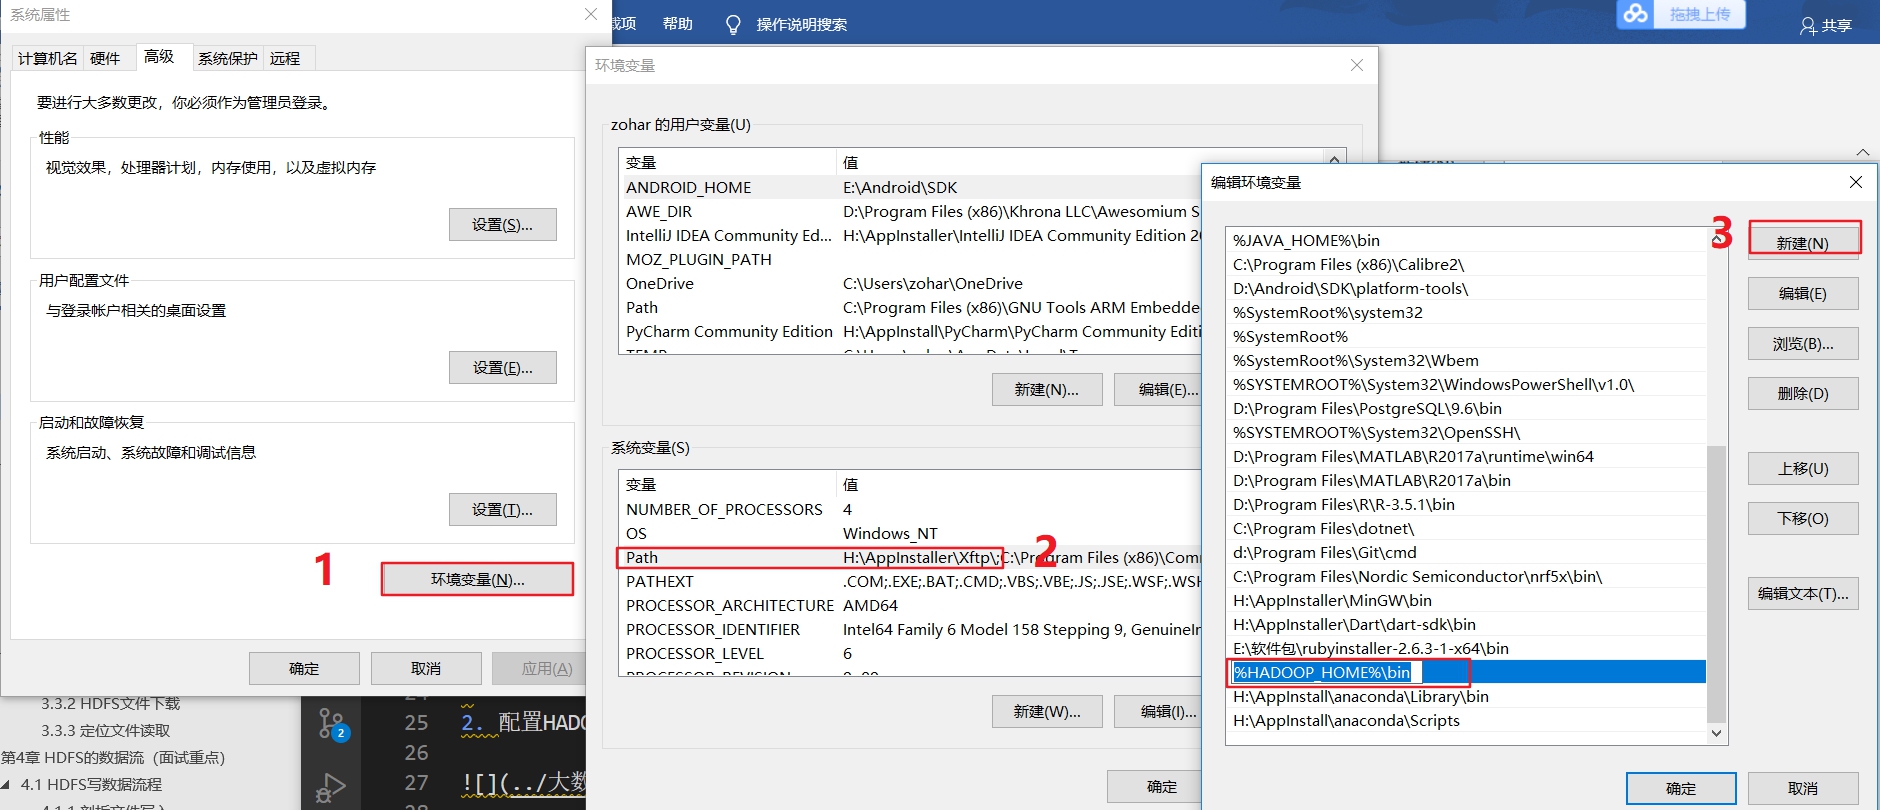 系统属性
计算机名 硬件 高级 系统保护 远程
要进行大多数更改，你必须作为管理员登录。
性能
视觉效果，处理器计划，内存使用，以及虚拟内存
设置(S)...
用户配置文件
与登录帐户相关的桌面设置
设置(E)...
启动和故障恢复
系统启动、系统故障和调试信息
设置(T)...
1
环境变量(N)...
确定 取消 应用(A)
3.3.2 HDFS文件下载
3.3.3 定位文件读取
第4章 HDFS的数据流（面试重点）
4.1 HDFS写数据流程
2
25 2. 配置HADO
26
27 ![](../大数
项 帮助 操作说明搜索
拖拽上传
共享
环境变量
zohar 的用户变量(U)
变量 值
ANDROID_HOME E:\Android\SDK
AWE_DIR D:\Program Files (x86)\Khrona LLC\Awesomium S
IntelliJ IDEA Community Ed... H:\AppInstaller\IntelliJ IDEA Community Edition 20
MOZ_PLUGIN_PATH
OneDrive C:\Users\zohar\OneDrive
Path C:\Program Files (x86)\GNU Tools ARM Embedde
PyCharm Community Edition H:\AppInstall\PyCharm\PyCharm Community Editi
新建(N)... 编辑(E)...
系统变量(S)
变量 值
NUMBER_OF_PROCESSORS 4
OS Windows_NT
Path H:\AppInstaller\Xftp\;C:\Program Files (x86)\Com
2
PATHEXT .COM;.EXE;.BAT;.CMD;.VBS;.VBE;.JS;.JSE;.WSF;.WSH
PROCESSOR_ARCHITECTURE AMD64
PROCESSOR_IDENTIFIER Intel64 Family 6 Model 158 Stepping 9, GenuineIn
PROCESSOR_LEVEL 6
新建(W)... 编辑(I)...
确定
编辑环境变量
%JAVA_HOME%\bin
C:\Program Files (x86)\Calibre2\
D:\Android\SDK\platform-tools\
%SystemRoot%\system32
%SystemRoot%
%SystemRoot%\System32\Wbem
%SYSTEMROOT%\System32\WindowsPowerShell\v1.0\
D:\Program Files\PostgreSQL\9.6\bin
%SYSTEMROOT%\System32\OpenSSH\
D:\Program Files\MATLAB\R2017a\runtime\win64
D:\Program Files\MATLAB\R2017a\bin
D:\Program Files\R\R-3.5.1\bin
C:\Program Files\dotnet\
d:\Program Files\Git\cmd
C:\Program Files\Nordic Semiconductor\nrf5x\bin\
H:\AppInstaller\MinGW\bin
H:\AppInstaller\Dart\dart-sdk\bin
E:\软件包\rubyinstaller-2.6.3-1-x64\bin
%HADOOP_HOME%\bin
H:\AppInstall\anaconda\Library\bin
H:\AppInstall\anaconda\Scripts
3
新建(N)
编辑(E)
浏览(B)...
删除(D)
上移(U)
下移(O)
编辑文本(T)...
确定 取消